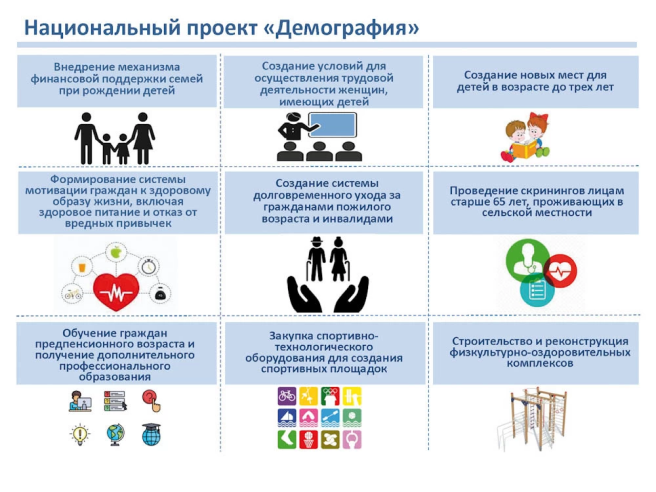 Национальный проект «Демография»
Внедрение механизма
финансовой поддержки семей
при рождении детей
Создание условий для
осуществления трудовой
деятельности женщин,
имеющих детей
Создание новых мест для
детей в возрасте до трех лет
Формирование системы
мотивации граждан к здоровому
образу жизни, включая
здоровое питание и отказ от
вредных привычек
Создание системы
долговременного ухода за
гражданами пожилого
возраста и инвалидами
Проведение скринингов лицам
старше 65 лет, проживающих в
сельской местности
Обучение граждан
предпенсионного возраста и
получение дополнительного
профессионального
образования
Закупка спортивно-
технологического
оборудования для создания
спортивных площадок
Строительство и реконструкция
физкультурно-оздоровительных
комплексов